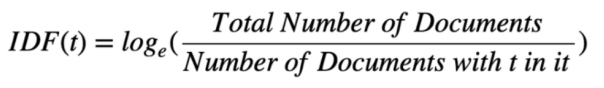 IDF(t) = log_e(Total Number of Documents / Number of Documents with t in it)